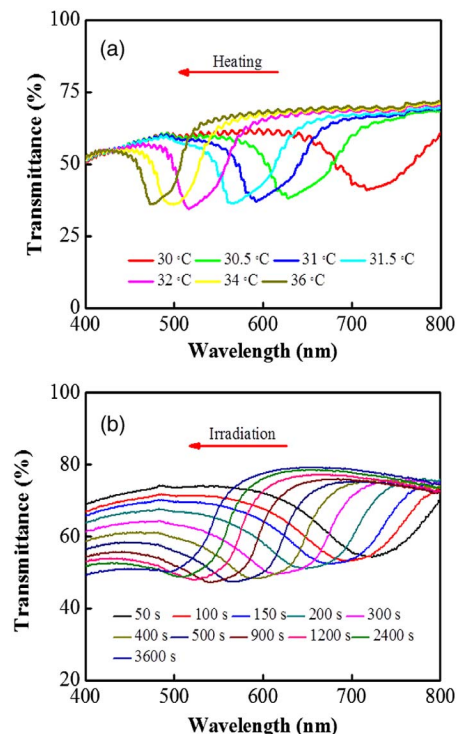 (a)
Heating
Transmittance (%)
100
75
50
25
0
30 °C 30.5 °C 31 °C 31.5 °C
32 °C 34 °C 36 °C
400 500 600 700 800
Wavelength (nm)
(b)
Irradiation
Transmittance (%)
100
80
60
40
20
50 s 100 s 150 s 200 s 300 s
400 s 500 s 900 s 1200 s 2400 s
3600 s
400 500 600 700 800
Wavelength (nm)